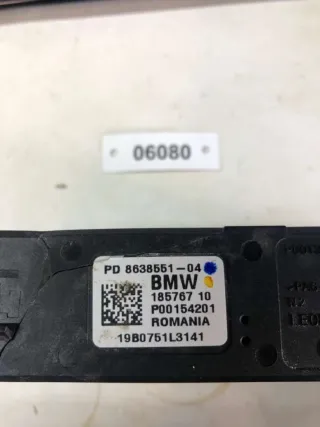 06080
PD 8638551-04
BMW
185767 10
P00154201
ROMANIA
19B0751L3141